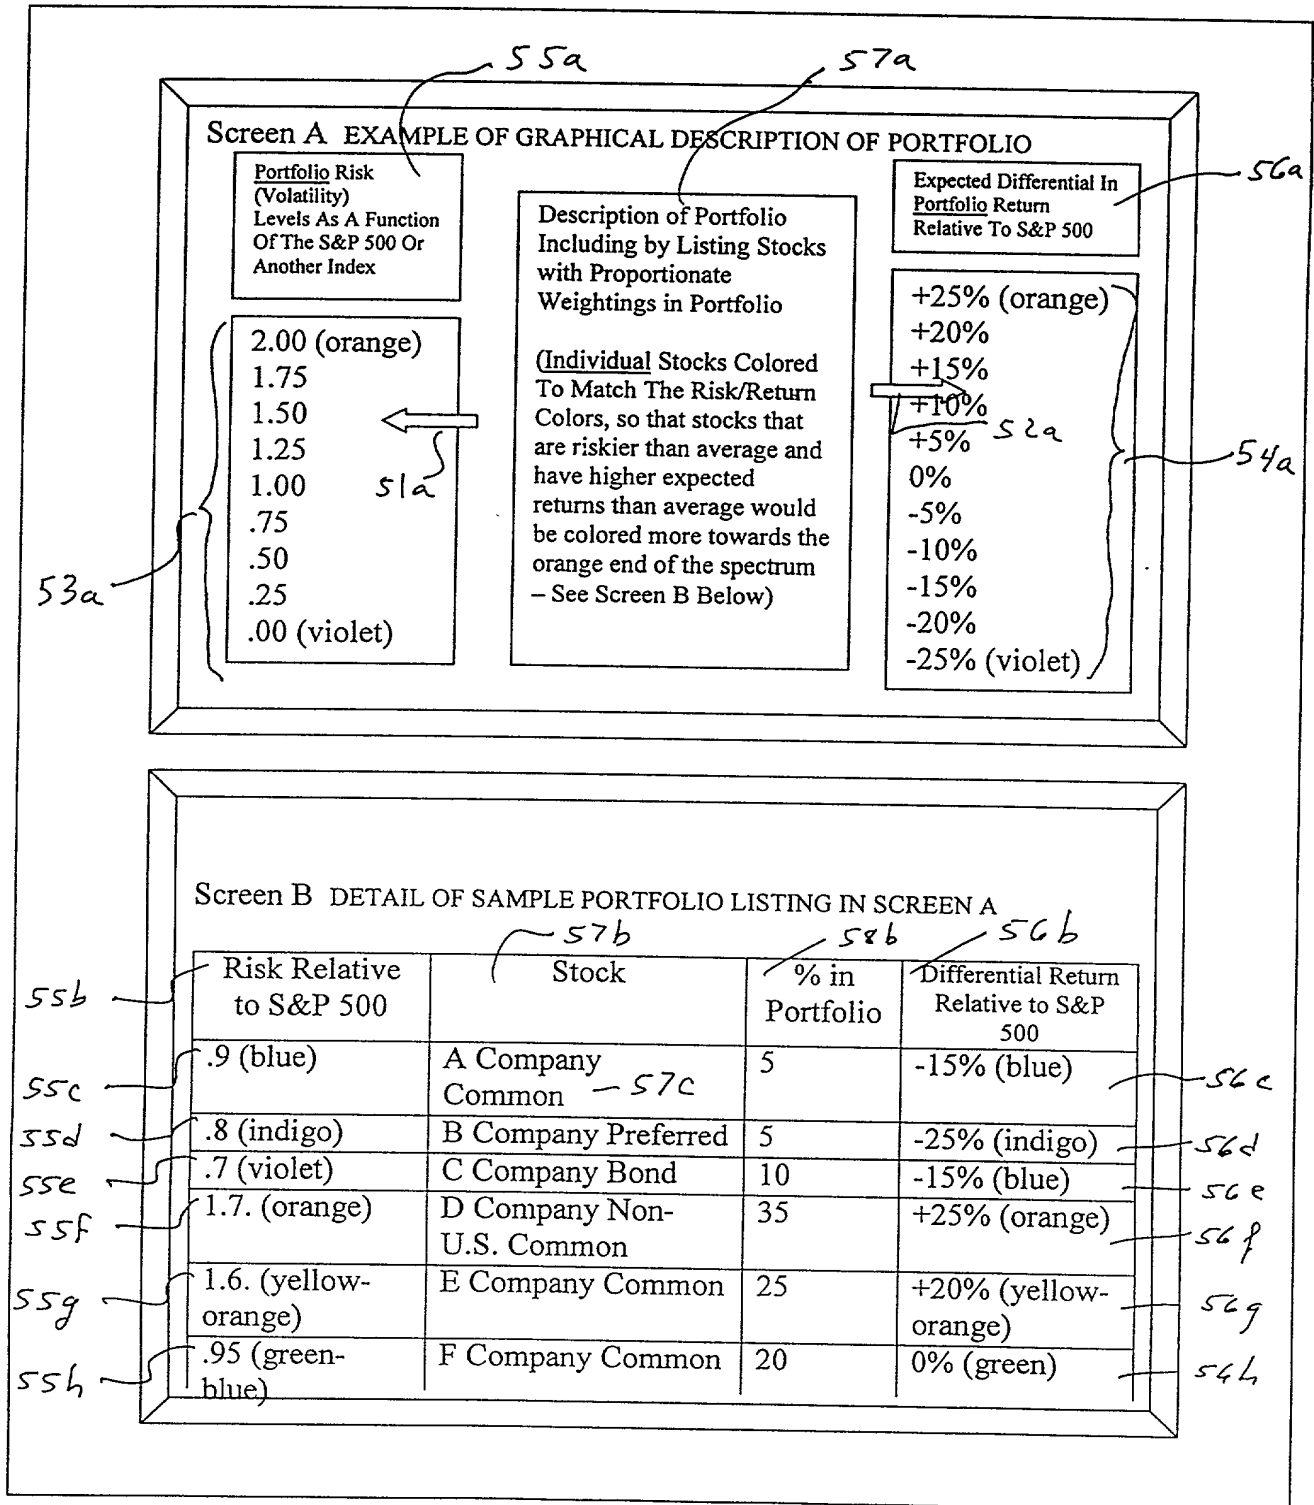 55a
57a
Screen A EXAMPLE OF GRAPHICAL DESCRIPTION OF PORTFOLIO
Portfolio Risk
(Volatility)
Levels As A Function
Of The S&P 500 Or
Another Index
2.00 (orange)
1.75
1.50
1.25
1.00
.75
.50
.25
.00 (violet)
53a
51a
Description of Portfolio
Including by Listing Stocks
with Proportionate
Weightings in Portfolio
(Individual Stocks Colored
To Match The Risk/Return
Colors, so that stocks that
are riskier than average and
have higher expected
returns than average would
be colored more towards the
orange end of the spectrum
– See Screen B Below)
Expected Differential In
Portfolio Return
Relative To S&P 500
56a
+25% (orange)
+20%
+15%
+10%
+5%
0%
-5%
-10%
-15%
-20%
-25% (violet)
52a
54a
Screen B DETAIL OF SAMPLE PORTFOLIO LISTING IN SCREEN A
57b
58b
56b
55b
Risk Relative
to S&P 500
Stock
% in
Portfolio
Differential Return
Relative to S&P
500
55c
.9 (blue)
A Company
Common
57c
5
-15% (blue)
56c
55d
.8 (indigo)
B Company Preferred
5
-25% (indigo)
56d
55e
.7 (violet)
C Company Bond
10
-15% (blue)
56e
55f
1.7. (orange)
D Company Non-
U.S. Common
35
+25% (orange)
56f
55g
1.6. (yellow-
orange)
E Company Common
25
+20% (yellow-
orange)
56g
55h
.95 (green-
blue)
F Company Common
20
0% (green)
56h